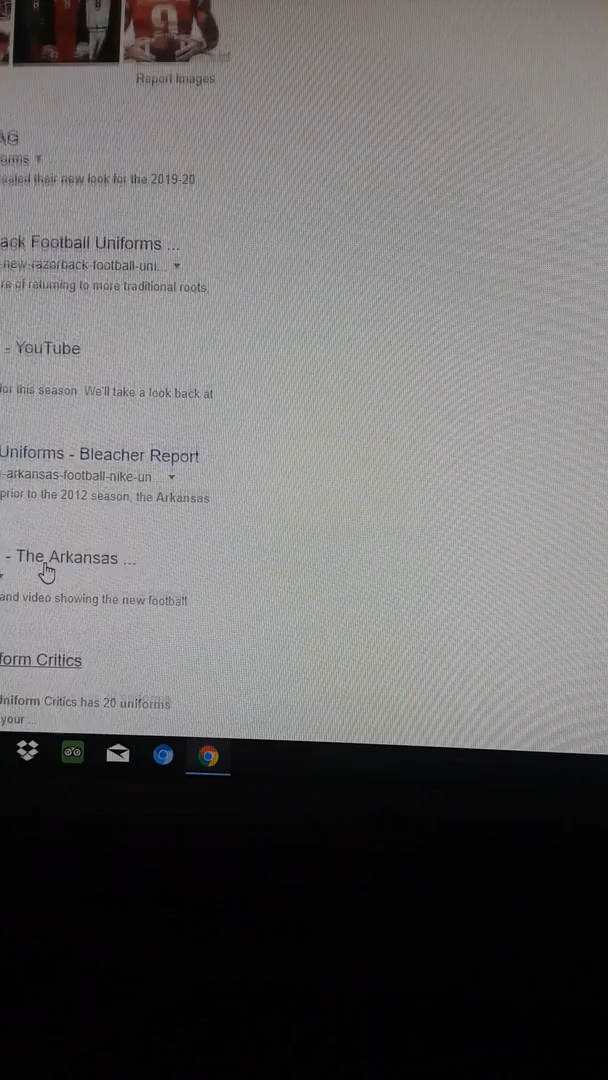 9
Report images
AG
orms
ealed their new look for the 2019-20
ack Football Uniforms ...
-new-razorback-football-uni...
re of returning to more traditional roots,
- YouTube
for this season. We'll take a look back at
Uniforms - Bleacher Report
-arkansas-football-nike-un
prior to the 2012 season, the Arkansas
- The Arkansas ...
and video showing the new football
form Critics
Uniform Critics has 20 uniforms
your ...